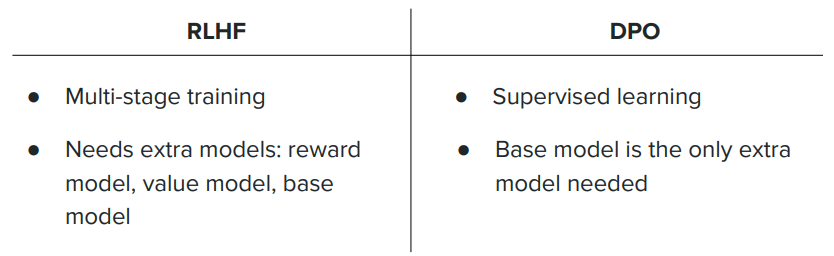 RLHF
DPO
● Multi-stage training
● Needs extra models: reward
model, value model, base
model
● Supervised learning
● Base model is the only extra
model needed